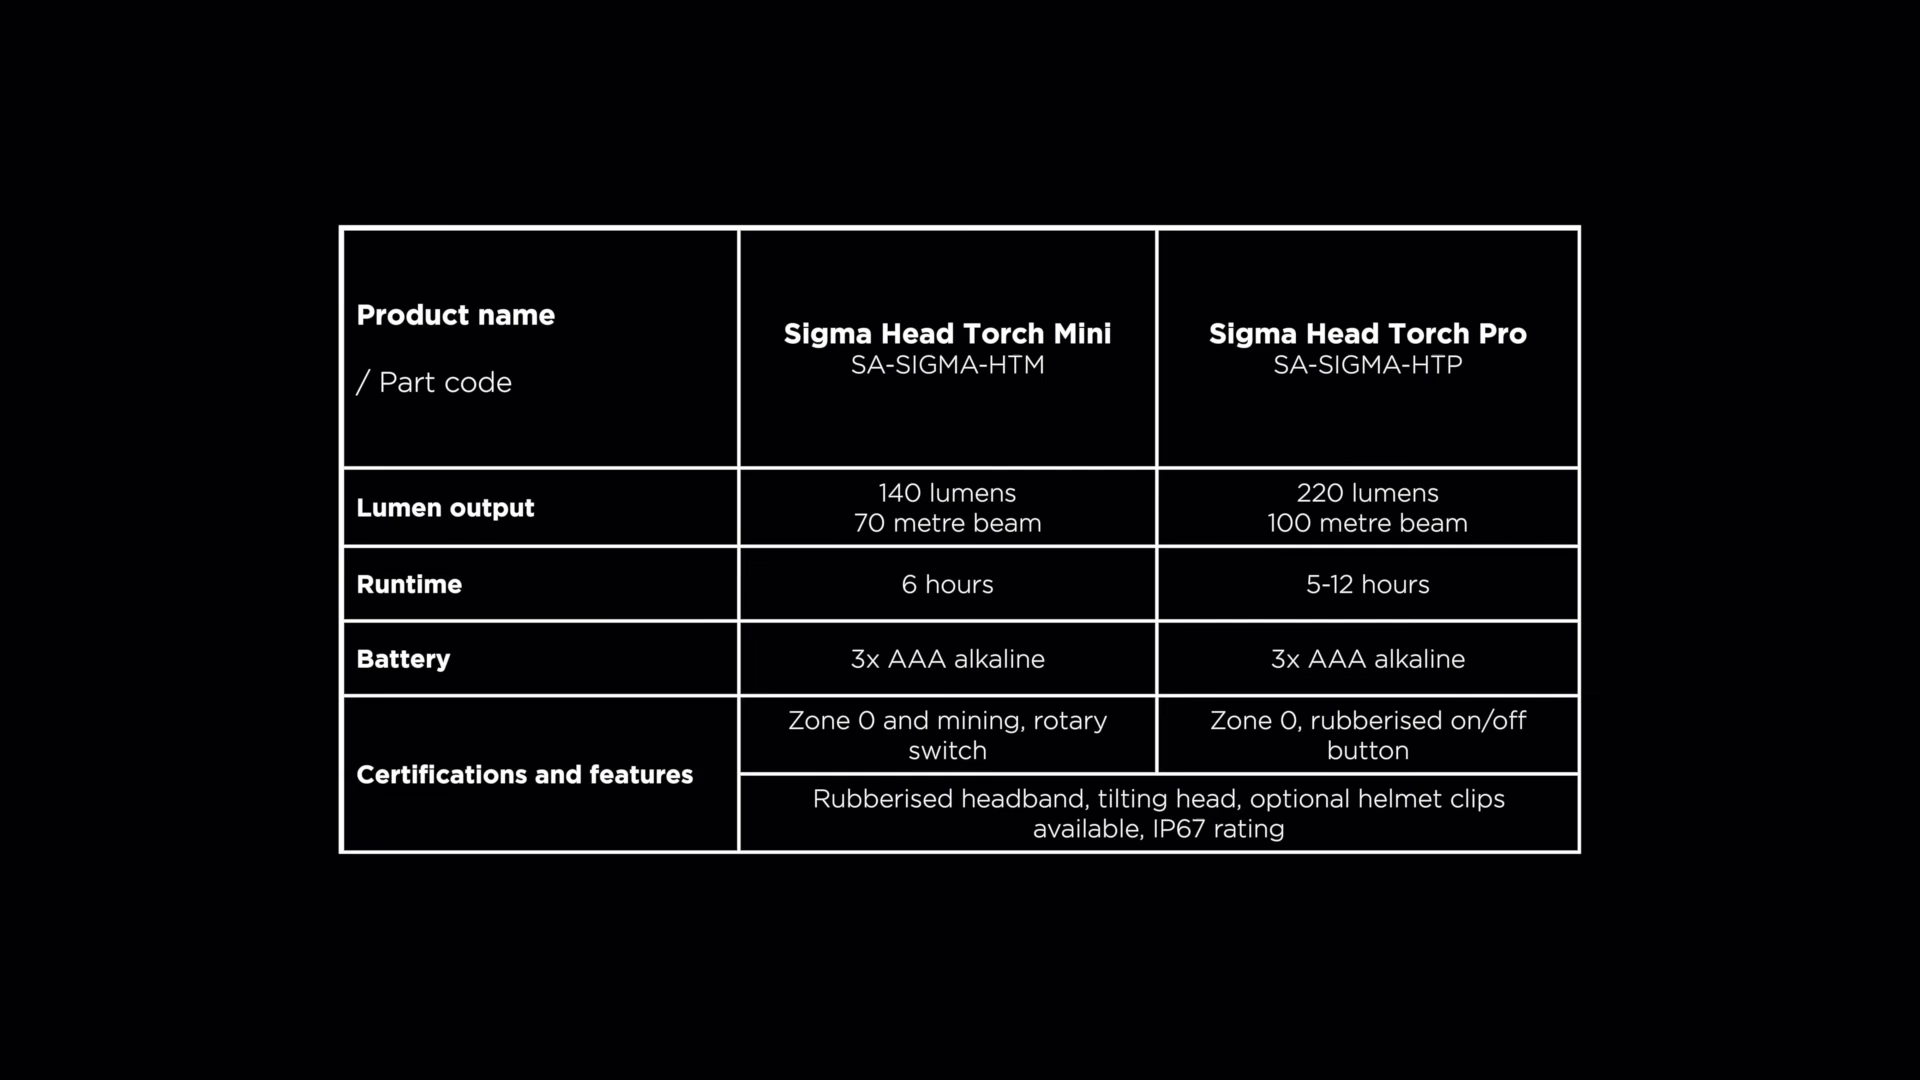 Product name
/ Part code
Sigma Head Torch Mini
SA-SIGMA-HTM
Sigma Head Torch Pro
SA-SIGMA-HTP
Lumen output
140 lumens
70 metre beam
220 lumens
100 metre beam
Runtime
6 hours
5-12 hours
Battery
3x AAA alkaline
3x AAA alkaline
Certifications and features
Zone 0 and mining, rotary
switch
Zone 0, rubberised on/off
button
Rubberised headband, tilting head, optional helmet clips
available, IP67 rating